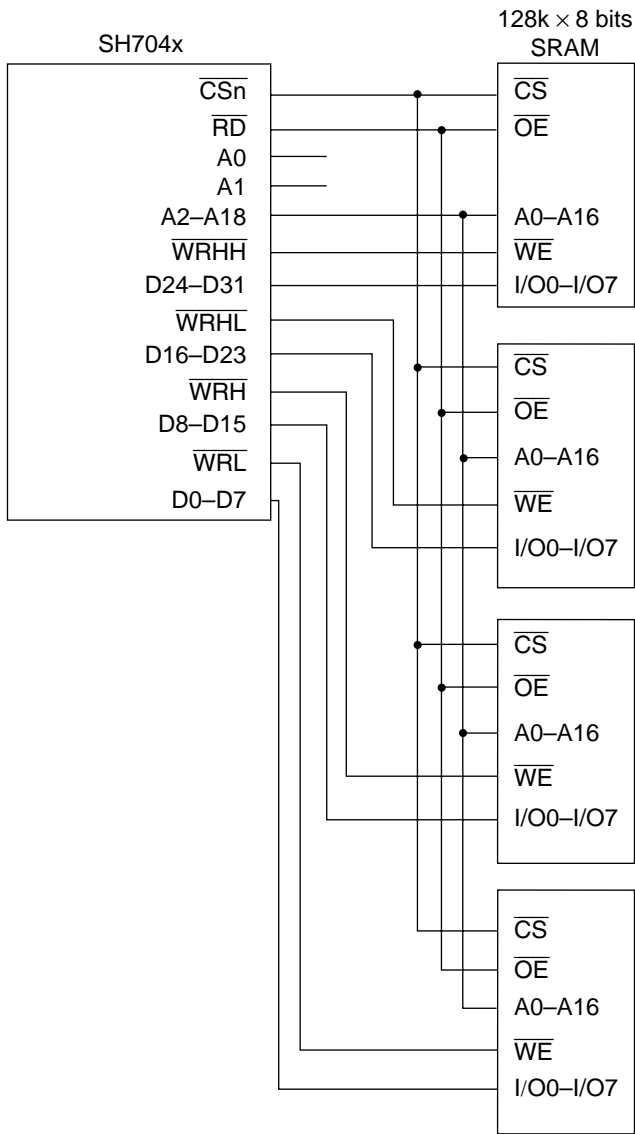 128k × 8 bits
SRAM
SH704x
CSn
RD
A0
A1
A2–A18
WRHH
D24–D31
WRHL
D16–D23
WRH
D8–D15
WRL
D0–D7
CS
OE
A0–A16
WE
I/O0–I/O7
CS
OE
A0–A16
WE
I/O0–I/O7
CS
OE
A0–A16
WE
I/O0–I/O7
CS
OE
A0–A16
WE
I/O0–I/O7